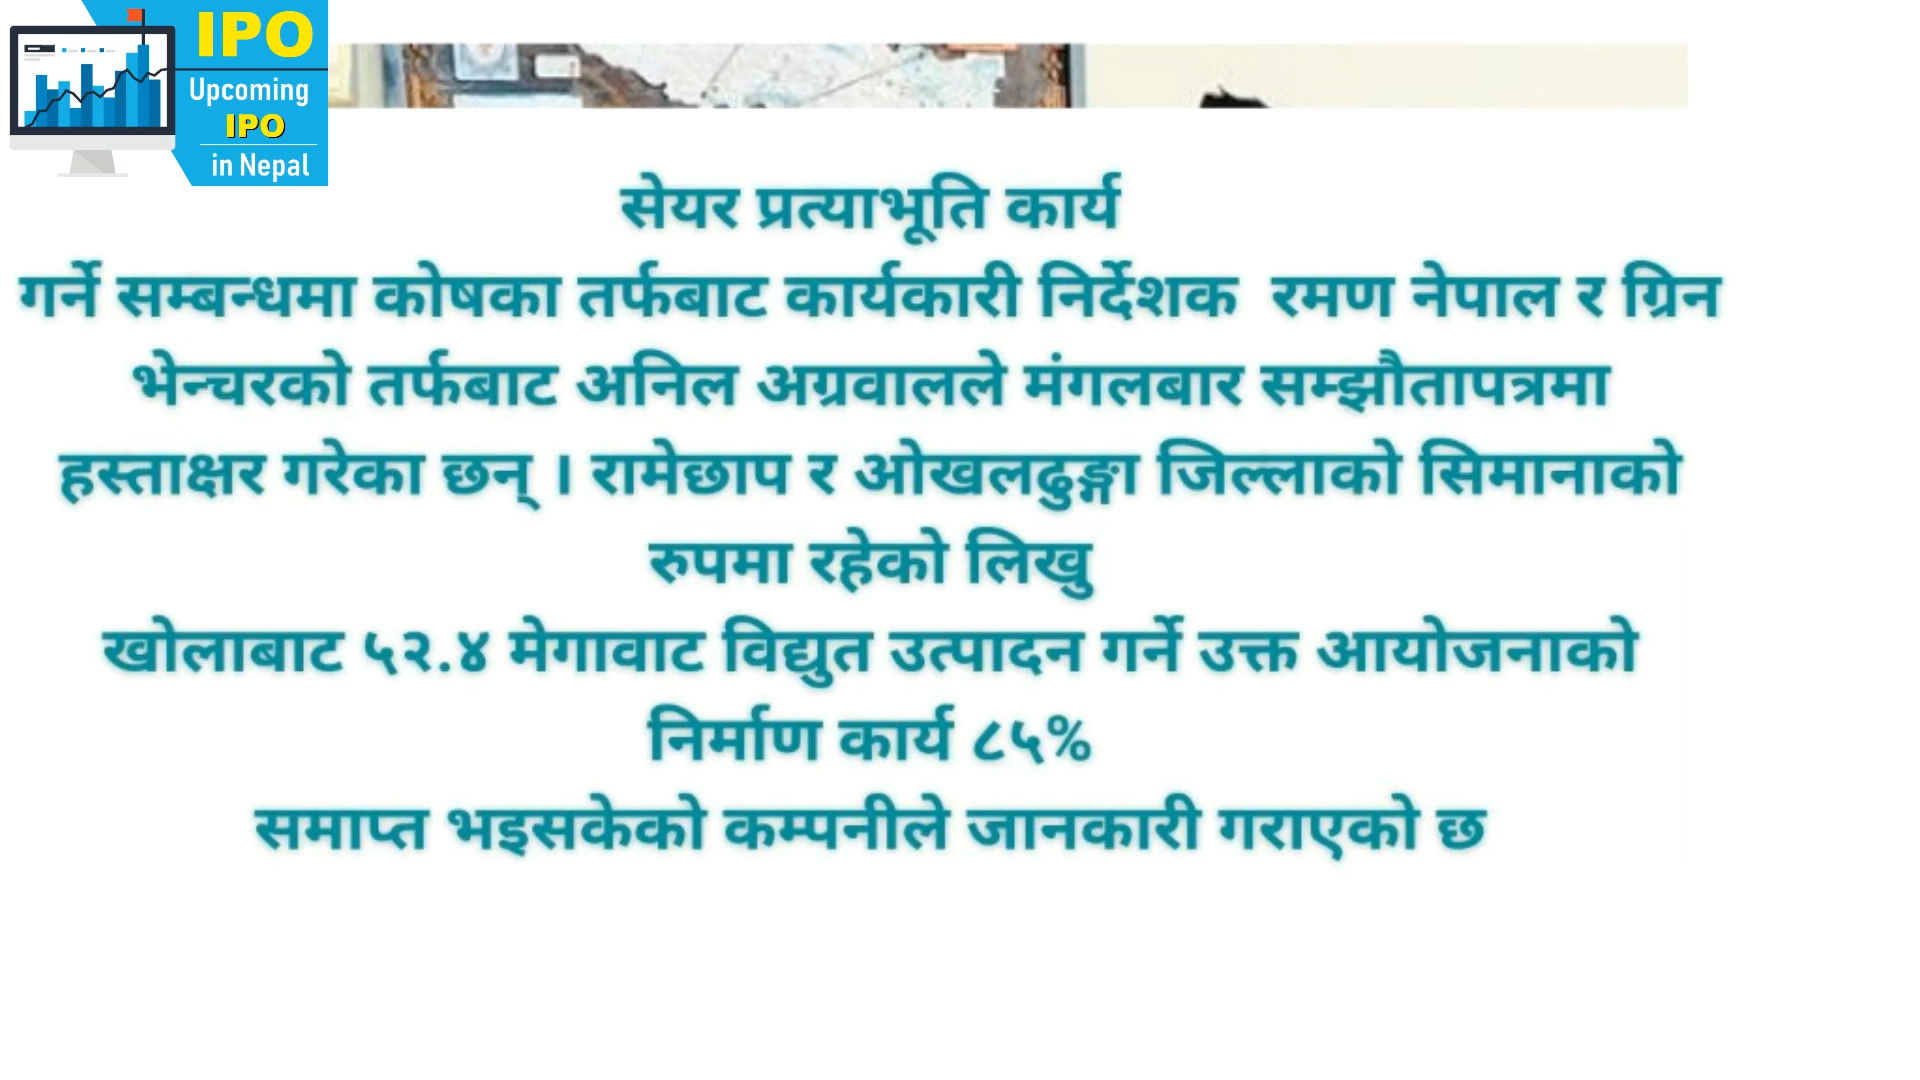 IPO
Upcoming
IPO
in Nepal
सेयर प्रत्याभूति कार्य
गर्ने सम्बन्धमा कोषका तर्फबाट कार्यकारी निर्देशक रमण नेपाल र ग्रिन
भेन्चरको तर्फबाट अनिल अग्रवालले मंगलबार सम्झौतापत्रमा
हस्ताक्षर गरेका छन् । रामेछाप र ओखलढुङ्गा जिल्लाको सिमानाको
रुपमा रहेको लिखु
खोलाबाट ५२.४ मेगावाट विद्युत उत्पादन गर्ने उक्त आयोजनाको
निर्माण कार्य ८५%
समाप्त भइसकेको कम्पनीले जानकारी गराएको छ